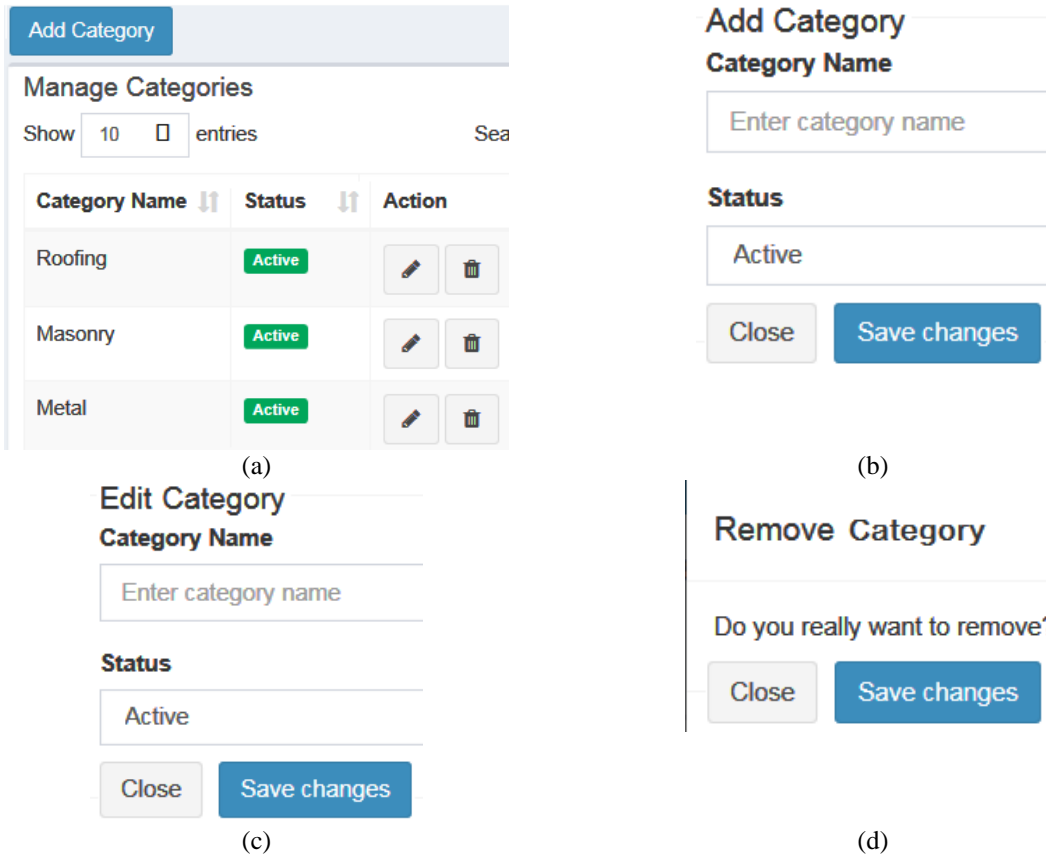 Add Category
Manage Categories
Show 10 entries Sea
Category Name Status Action
Roofing Active
Masonry Active
Metal Active
(a)
Add Category
Category Name
Enter category name
Status
Active
Close Save changes
(b)
Edit Category
Category Name
Enter category name
Status
Active
Close Save changes
(c)
Remove Category
Do you really want to remove?
Close Save changes
(d)